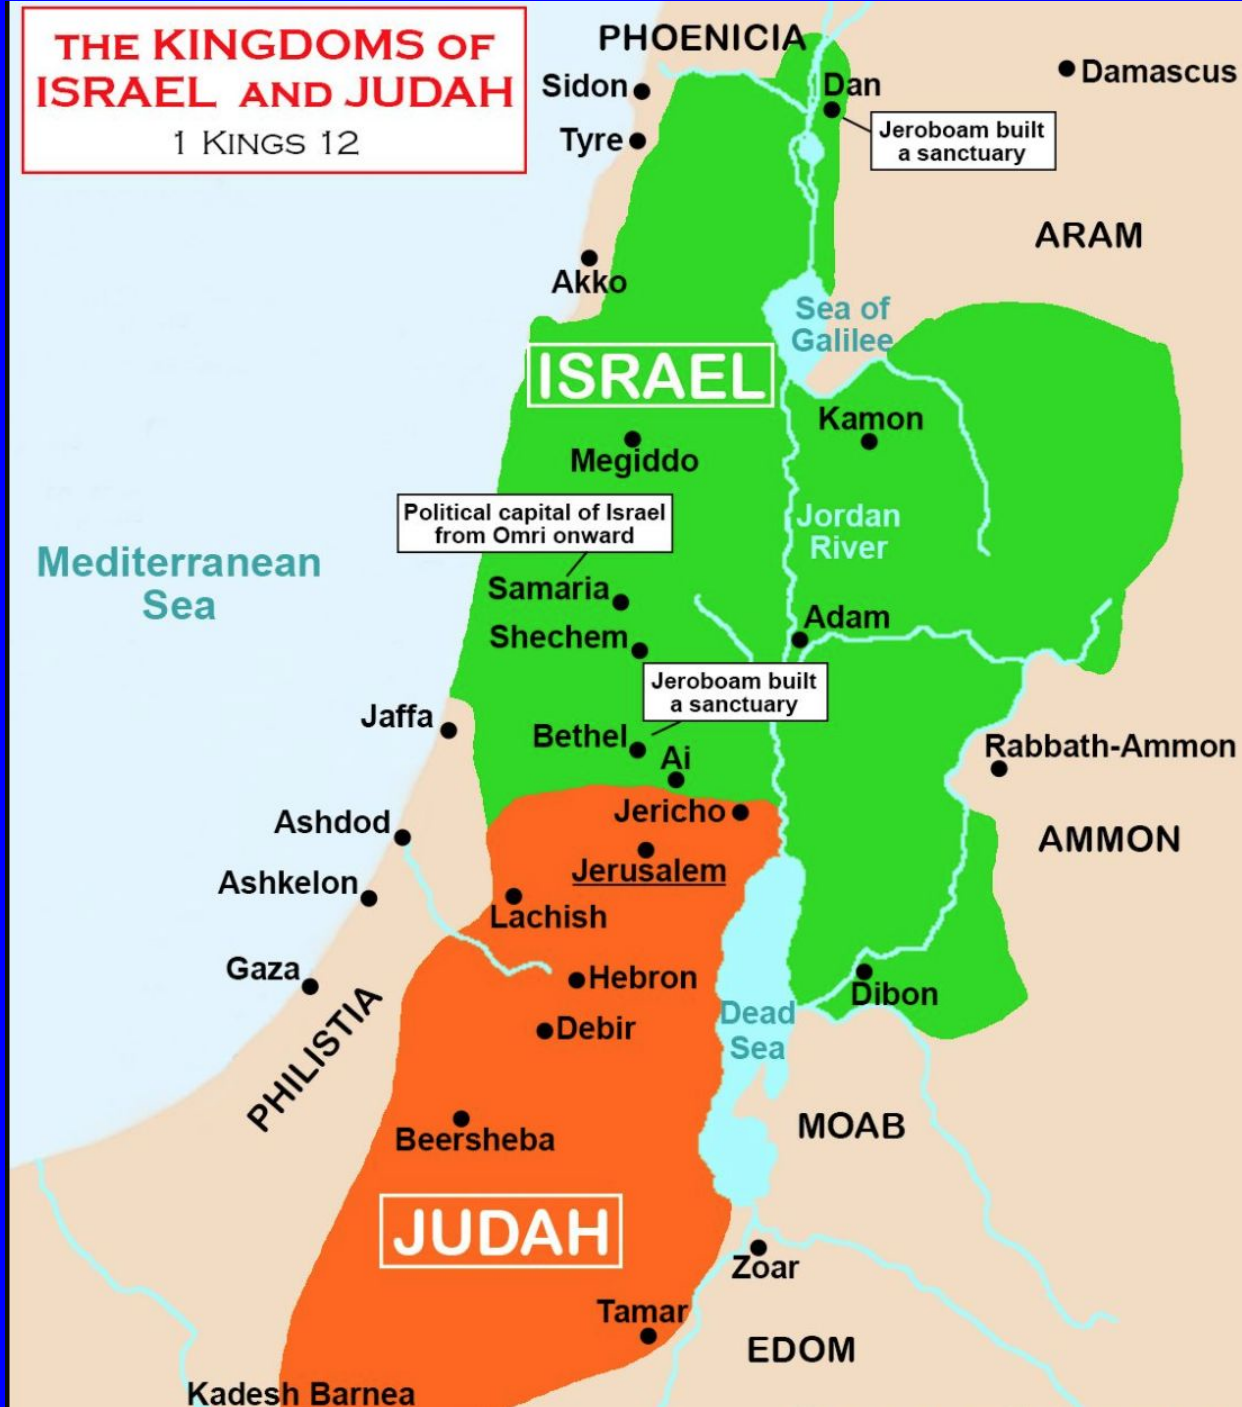 THE KINGDOMS OF
ISRAEL AND JUDAH
1 KINGS 12
PHOENICIA
Sidon
Dan
Damascus
Tyre
Jeroboam built
a sanctuary
ARAM
Akko
Sea of
Galilee
ISRAEL
Kamon
Megiddo
Political capital of Israel
from Omri onward
Jordan
River
Mediterranean
Sea
Samaria
Adam
Shechem
Jeroboam built
a sanctuary
Jaffa
Bethel
Ai
Rabbath-Ammon
Jericho
Ashdod
AMMON
Jerusalem
Ashkelon
Lachish
Gaza
Hebron
Dibon
PHILISTIA
Dead
Sea
Debir
MOAB
Beersheba
JUDAH
Zoar
Tamar
EDOM
Kadesh Barnea